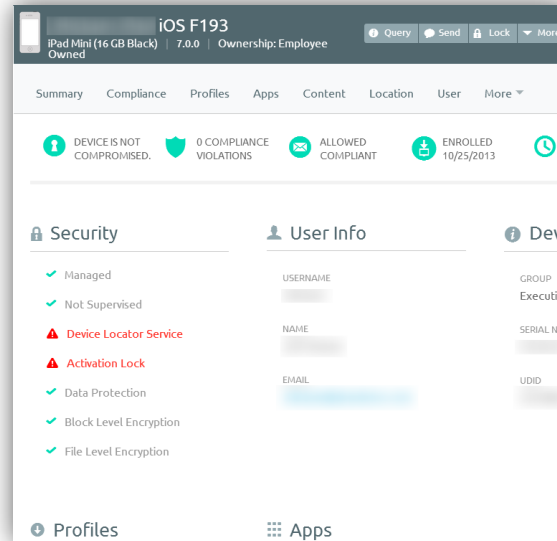 iOS F193
iPad Mini (16 GB Black) | 7.0.0 | Ownership: Employee
Owned
Query Send Lock More
Summary Compliance Profiles Apps Content Location User More
DEVICE IS NOT
COMPROMISED.
0 COMPLIANCE
VIOLATIONS
ALLOWED
COMPLIANT
ENROLLED
10/25/2013
Security
Managed
Not Supervised
Device Locator Service
Activation Lock
Data Protection
Block Level Encryption
File Level Encryption
User Info
USERNAME
NAME
EMAIL
Dev
GROUP
Executi
SERIAL N
UDID
Profiles
Apps